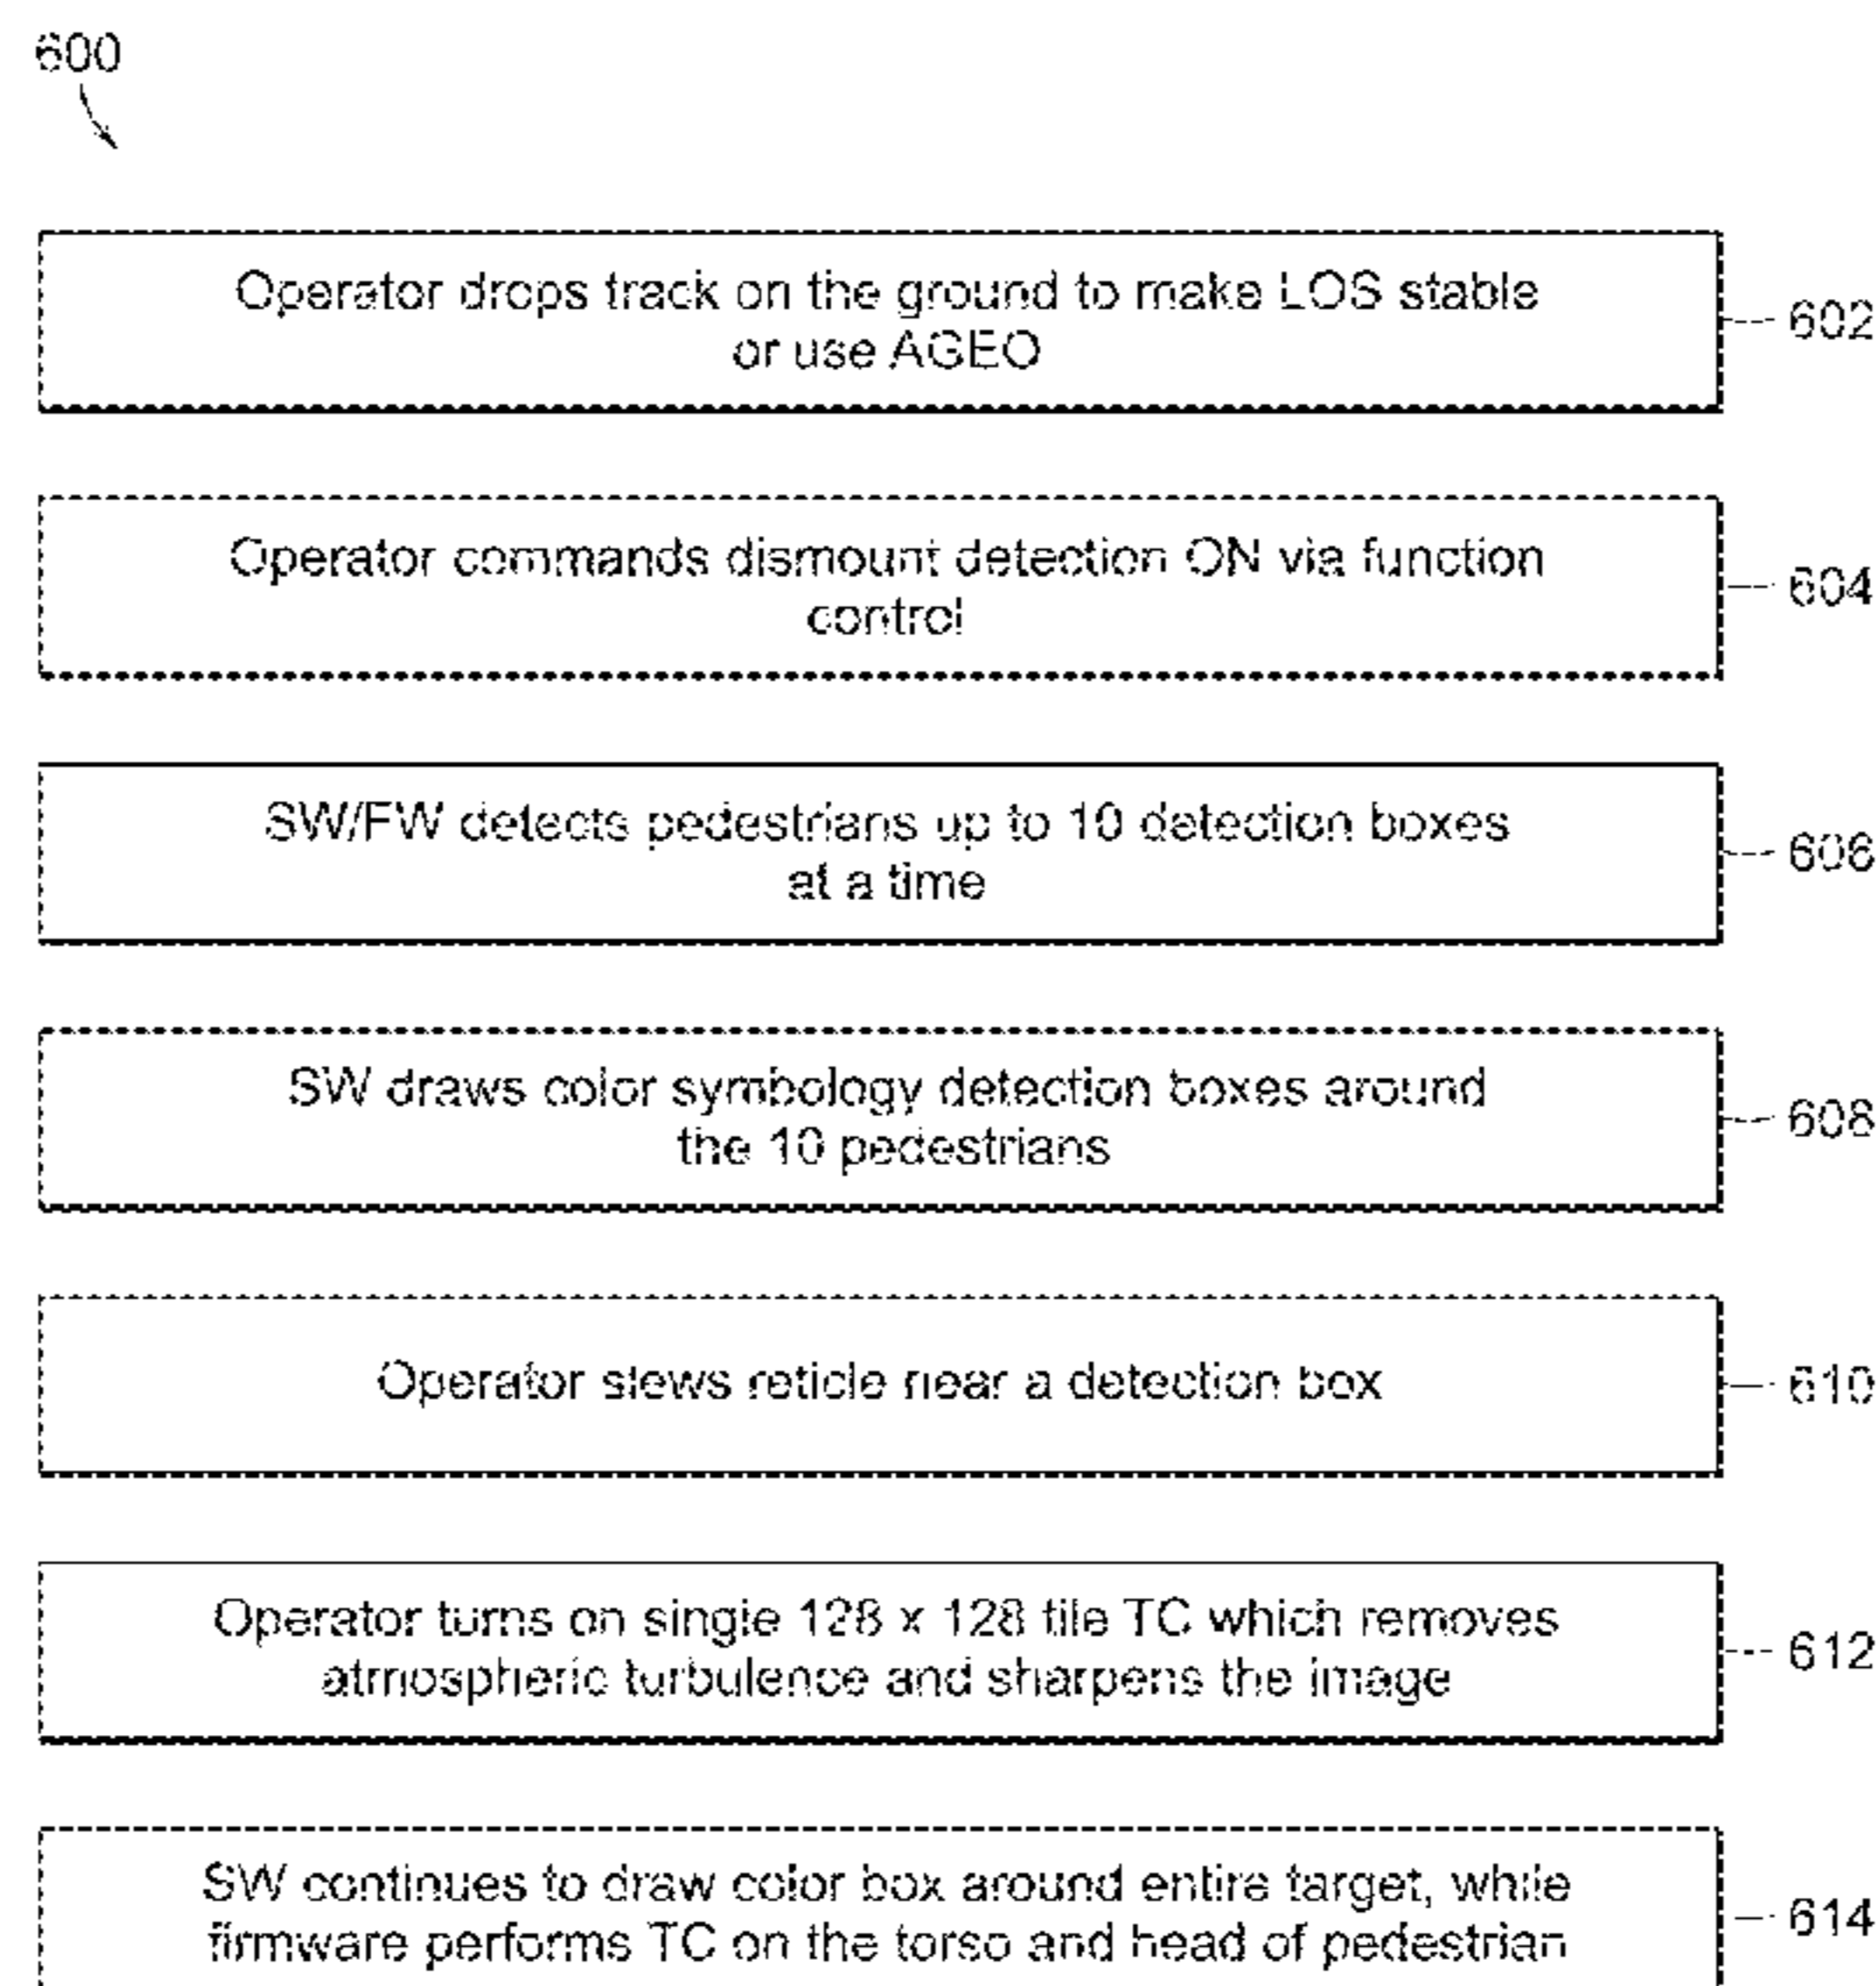 600
Operator drops track on the ground to make LOS stable
or use AGEO
602
Operator commands dismount detection ON via function
control
604
SW/FW detects pedestrians up to 10 detection boxes
at a time
606
SW draws color symbology detection boxes around
the 10 pedestrians
608
Operator slews reticle near a detection box
610
Operator turns on single 128 x 128 tile TC which removes
atmospheric turbulence and sharpens the image
612
SW continues to draw color box around entire target, while
firmware performs TC on the torso and head of pedestrian
614